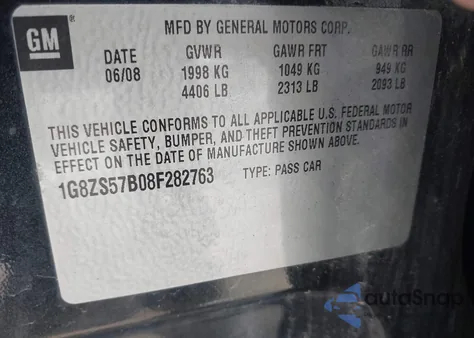 GM
MFD BY GENERAL MOTORS CORP.
DATE GVWR GAWR FRT GAWR RR
06/08 1998 KG 1049 KG 949 KG
4406 LB 2313 LB 2093 LB
THIS VEHICLE CONFORMS TO ALL APPLICABLE U.S. FEDERAL MOTOR
VEHICLE SAFETY, BUMPER, AND THEFT PREVENTION STANDARDS IN
EFFECT ON THE DATE OF MANUFACTURE SHOWN ABOVE.
1G8ZS57B08F282763 TYPE: PASS CAR
autoSnap